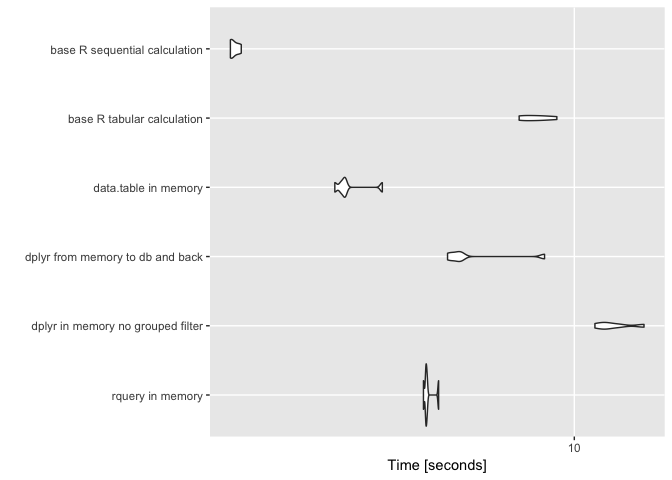 base R sequential calculation
base R tabular calculation
data.table in memory
dplyr from memory to db and back
dplyr in memory no grouped filter
rquery in memory
10
Time [seconds]